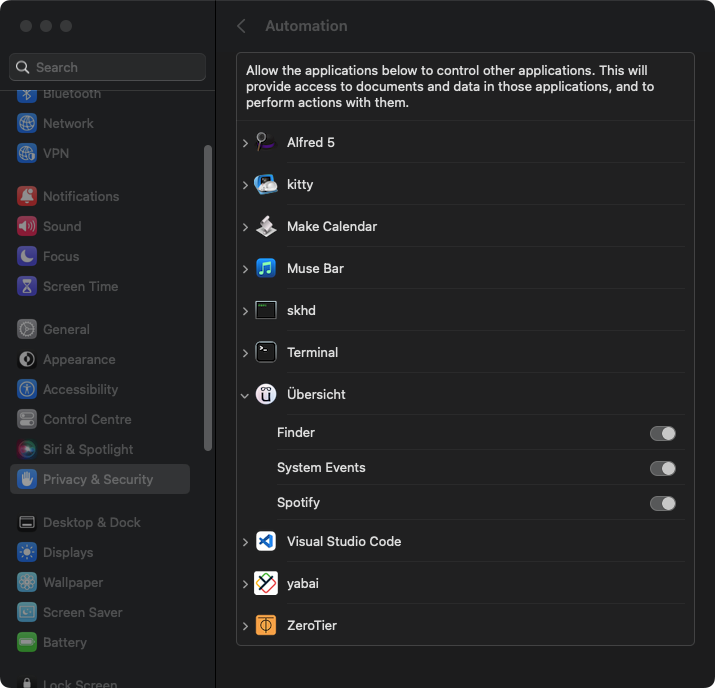 Automation
Search
Bluetooth
Network
VPN
Notifications
Sound
Focus
Screen Time
General
Appearance
Accessibility
Control Centre
Siri & Spotlight
Privacy & Security
Desktop & Dock
Displays
Wallpaper
Screen Saver
Battery
Lock Screen
Allow the applications below to control other applications. This will
provide access to documents and data in those applications, and to
perform actions with them.
Alfred 5
kitty
Make Calendar
Muse Bar
skhd
Terminal
Übersicht
Finder
System Events
Spotify
Visual Studio Code
yabai
ZeroTier